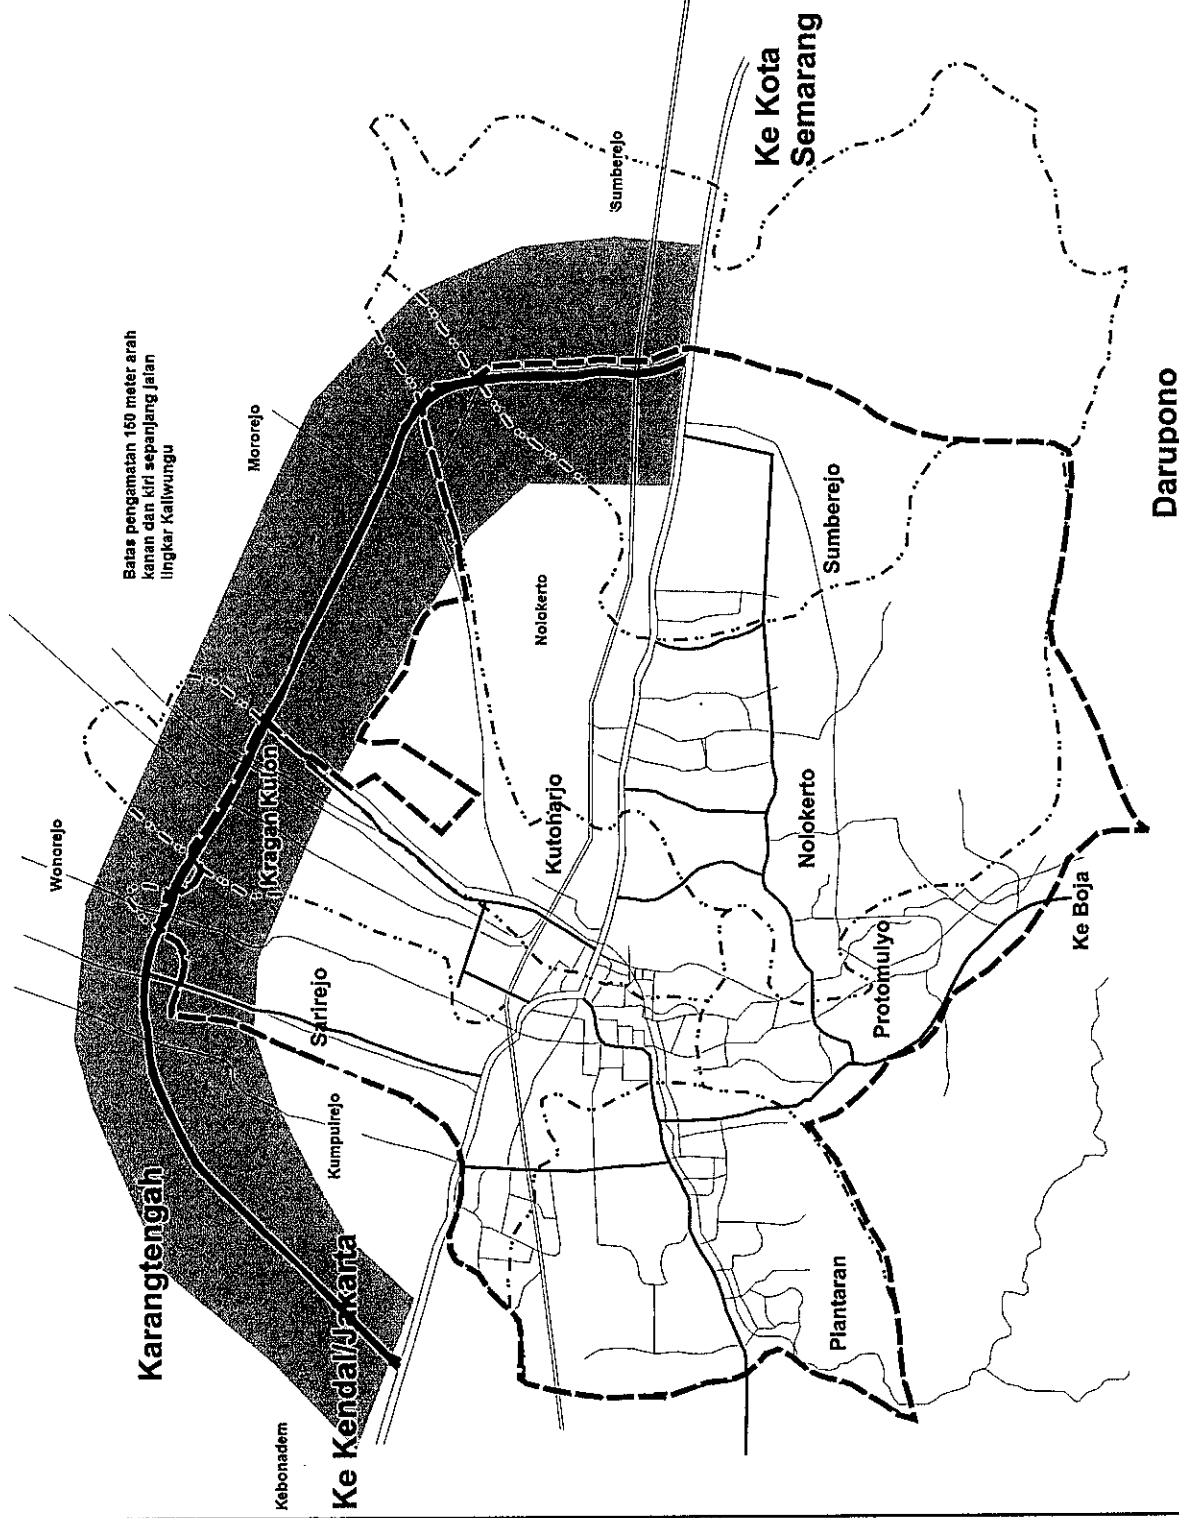 Karangtengah
Batas pengamatan 150 meter arah
kanan dan kiri sepanjang jalan
lingkar Kaliwungu
Wonorejo
Mororejo
Kebonadem
Ke Kendal/Jakarta
Kumpulrejo
Sarirejo
Kragan Kulon
Nolokerto
Sumberejo
Kutoharjo
Ke Kota
Semarang
Plantaran
Protomulyo
Nolokerto
Sumberejo
Ke Boja
Darupono